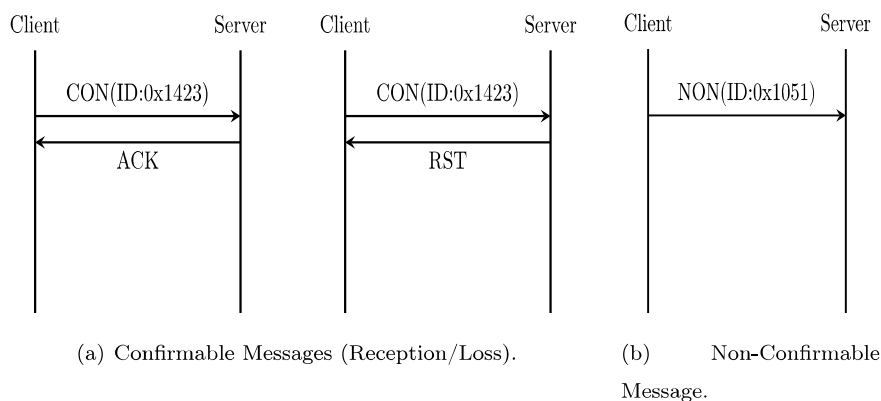 Client Server Client Server Client Server
CON(ID:0x1423) CON(ID:0x1423) NON(ID:0x1051)
ACK RST
(a) Confirmable Messages (Reception/Loss).
(b) Non-Confirmable
Message.